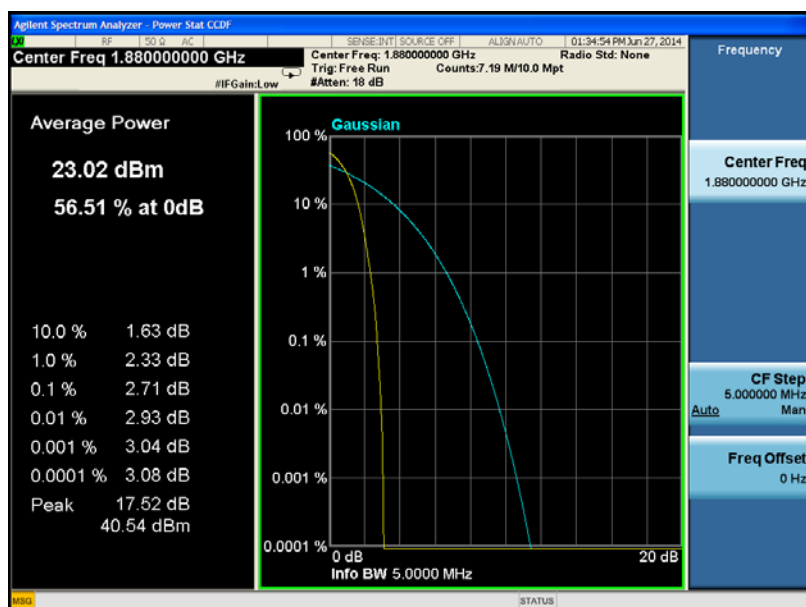 Agilent Spectrum Analyzer - Power Stat CCDF
RF 50 Ω AC SENSE:INT SOURCE OFF ALIGN AUTO 01:34:54 PM Jun 27, 2014
Center Freq 1.880000000 GHz
Center Freq: 1.880000000 GHz Radio Std: None
Trig: Free Run Counts:7.19 M/10.0 Mpt
#IFGain:Low #Atten: 18 dB
Average Power
23.02 dBm
56.51 % at 0dB
10.0 % 1.63 dB
1.0 % 2.33 dB
0.1 % 2.71 dB
0.01 % 2.93 dB
0.001 % 3.04 dB
0.0001 % 3.08 dB
Peak 17.52 dB
40.54 dBm
Gaussian
100 %
10 %
1 %
0.1 %
0.01 %
0.001 %
0.0001 %
0 dB 20 dB
Info BW 5.0000 MHz
Frequency
Center Freq
1.880000000 GHz
CF Step
5.000000 MHz
Auto Man
Freq Offset
0 Hz
MSG STATUS